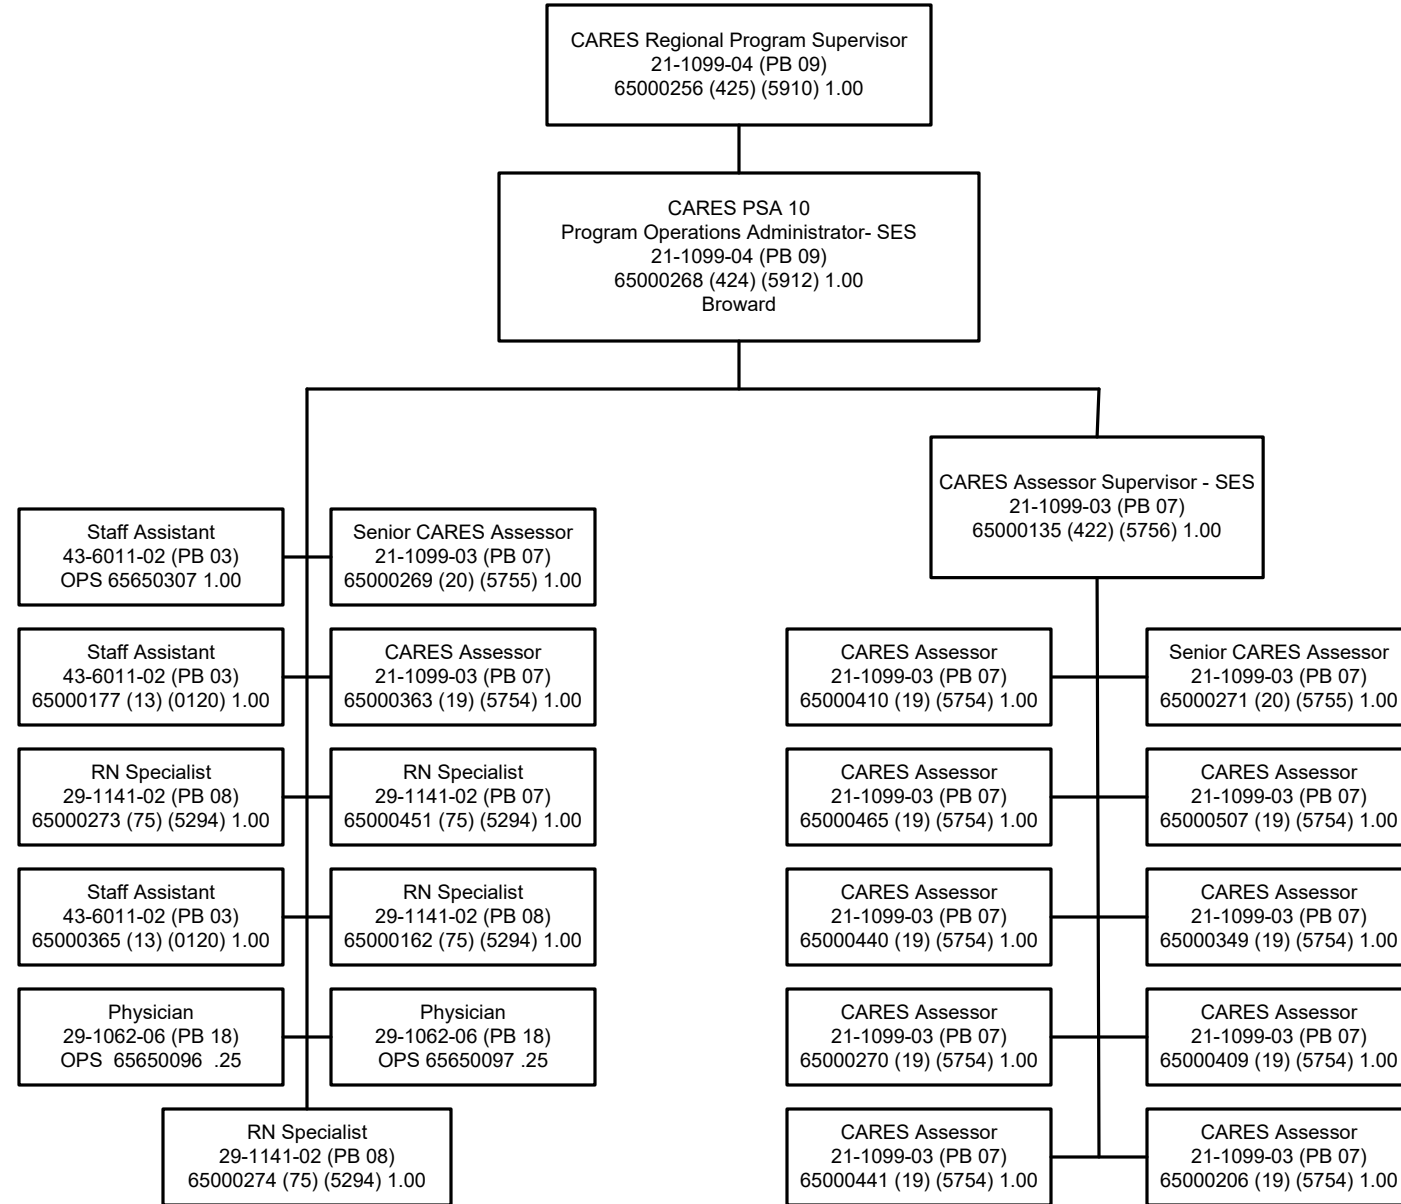 CARES Regional Program Supervisor
21-1099-04 (PB 09)
65000256 (425) (5910) 1.00
CARES PSA 10
Program Operations Administrator- SES
21-1099-04 (PB 09)
65000268 (424) (5912) 1.00
Broward
CARES Assessor Supervisor - SES
21-1099-03 (PB 07)
65000135 (422) (5756) 1.00
Staff Assistant
43-6011-02 (PB 03)
OPS 65650307 1.00
Senior CARES Assessor
21-1099-03 (PB 07)
65000269 (20) (5755) 1.00
Staff Assistant
43-6011-02 (PB 03)
65000177 (13) (0120) 1.00
CARES Assessor
21-1099-03 (PB 07)
65000363 (19) (5754) 1.00
RN Specialist
29-1141-02 (PB 08)
65000273 (75) (5294) 1.00
RN Specialist
29-1141-02 (PB 07)
65000451 (75) (5294) 1.00
Staff Assistant
43-6011-02 (PB 03)
65000365 (13) (0120) 1.00
RN Specialist
29-1141-02 (PB 08)
65000162 (75) (5294) 1.00
Physician
29-1062-06 (PB 18)
OPS  65650096  .25
Physician
29-1062-06 (PB 18)
OPS 65650097 .25
RN Specialist
29-1141-02 (PB 08)
65000274 (75) (5294) 1.00
CARES Assessor
21-1099-03 (PB 07)
65000410 (19) (5754) 1.00
Senior CARES Assessor
21-1099-03 (PB 07)
65000271 (20) (5755) 1.00
CARES Assessor
21-1099-03 (PB 07)
65000465 (19) (5754) 1.00
CARES Assessor
21-1099-03 (PB 07)
65000507 (19) (5754) 1.00
CARES Assessor
21-1099-03 (PB 07)
65000440 (19) (5754) 1.00
CARES Assessor
21-1099-03 (PB 07)
65000349 (19) (5754) 1.00
CARES Assessor
21-1099-03 (PB 07)
65000270 (19) (5754) 1.00
CARES Assessor
21-1099-03 (PB 07)
65000409 (19) (5754) 1.00
CARES Assessor
21-1099-03 (PB 07)
65000441 (19) (5754) 1.00
CARES Assessor
21-1099-03 (PB 07)
65000206 (19) (5754) 1.00